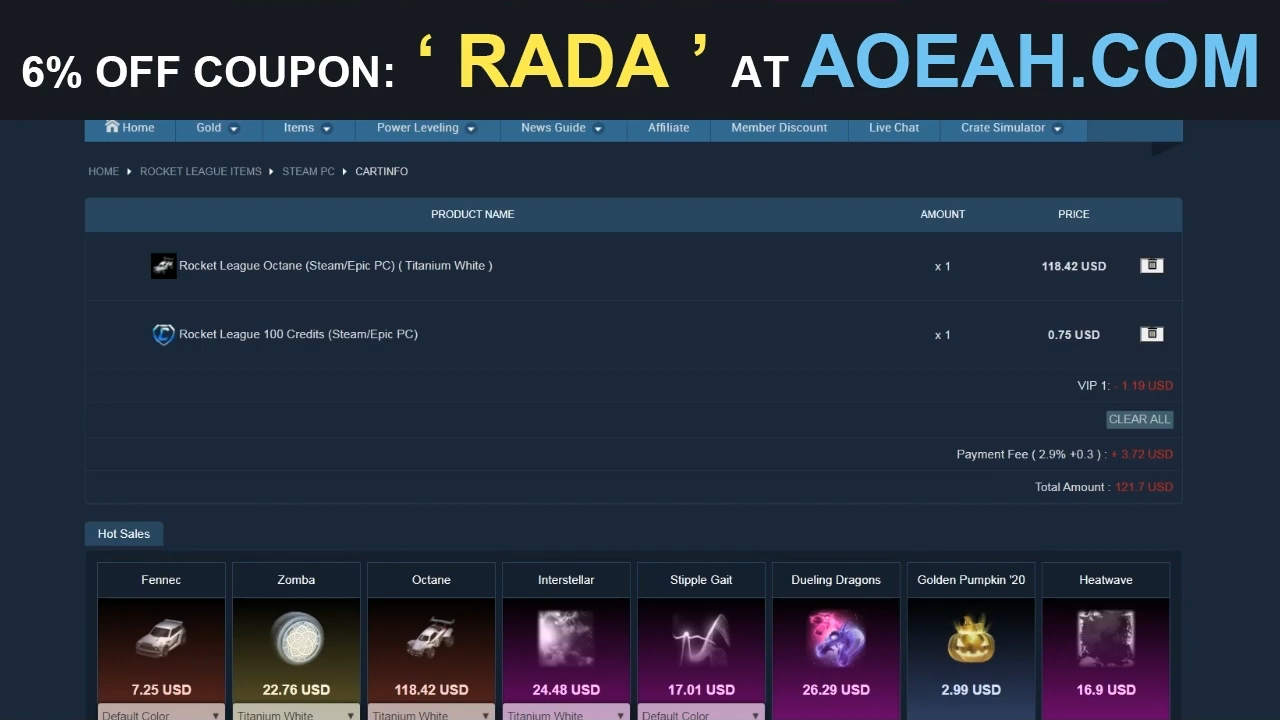 6% OFF COUPON: ‘ RADA ’ AT AOEAH.COM
Home Gold Items Power Leveling News Guide Affiliate Member Discount Live Chat Crate Simulator
HOME ROCKET LEAGUE ITEMS STEAM PC CARTINFO
PRODUCT NAME AMOUNT PRICE
Rocket League Octane (Steam/Epic PC) ( Titanium White ) x 1 118.42 USD
Rocket League 100 Credits (Steam/Epic PC) x 1 0.75 USD
VIP 1: - 1.19 USD
CLEAR ALL
Payment Fee ( 2.9% +0.3 ) : + 3.72 USD
Total Amount : 121.7 USD
Hot Sales
Fennec Zomba Octane Interstellar Stipple Gait Dueling Dragons Golden Pumpkin '20 Heatwave
7.25 USD 22.76 USD 118.42 USD 24.48 USD 17.01 USD 26.29 USD 2.99 USD 16.9 USD
Default Color Titanium White Titanium White Titanium White Default Color